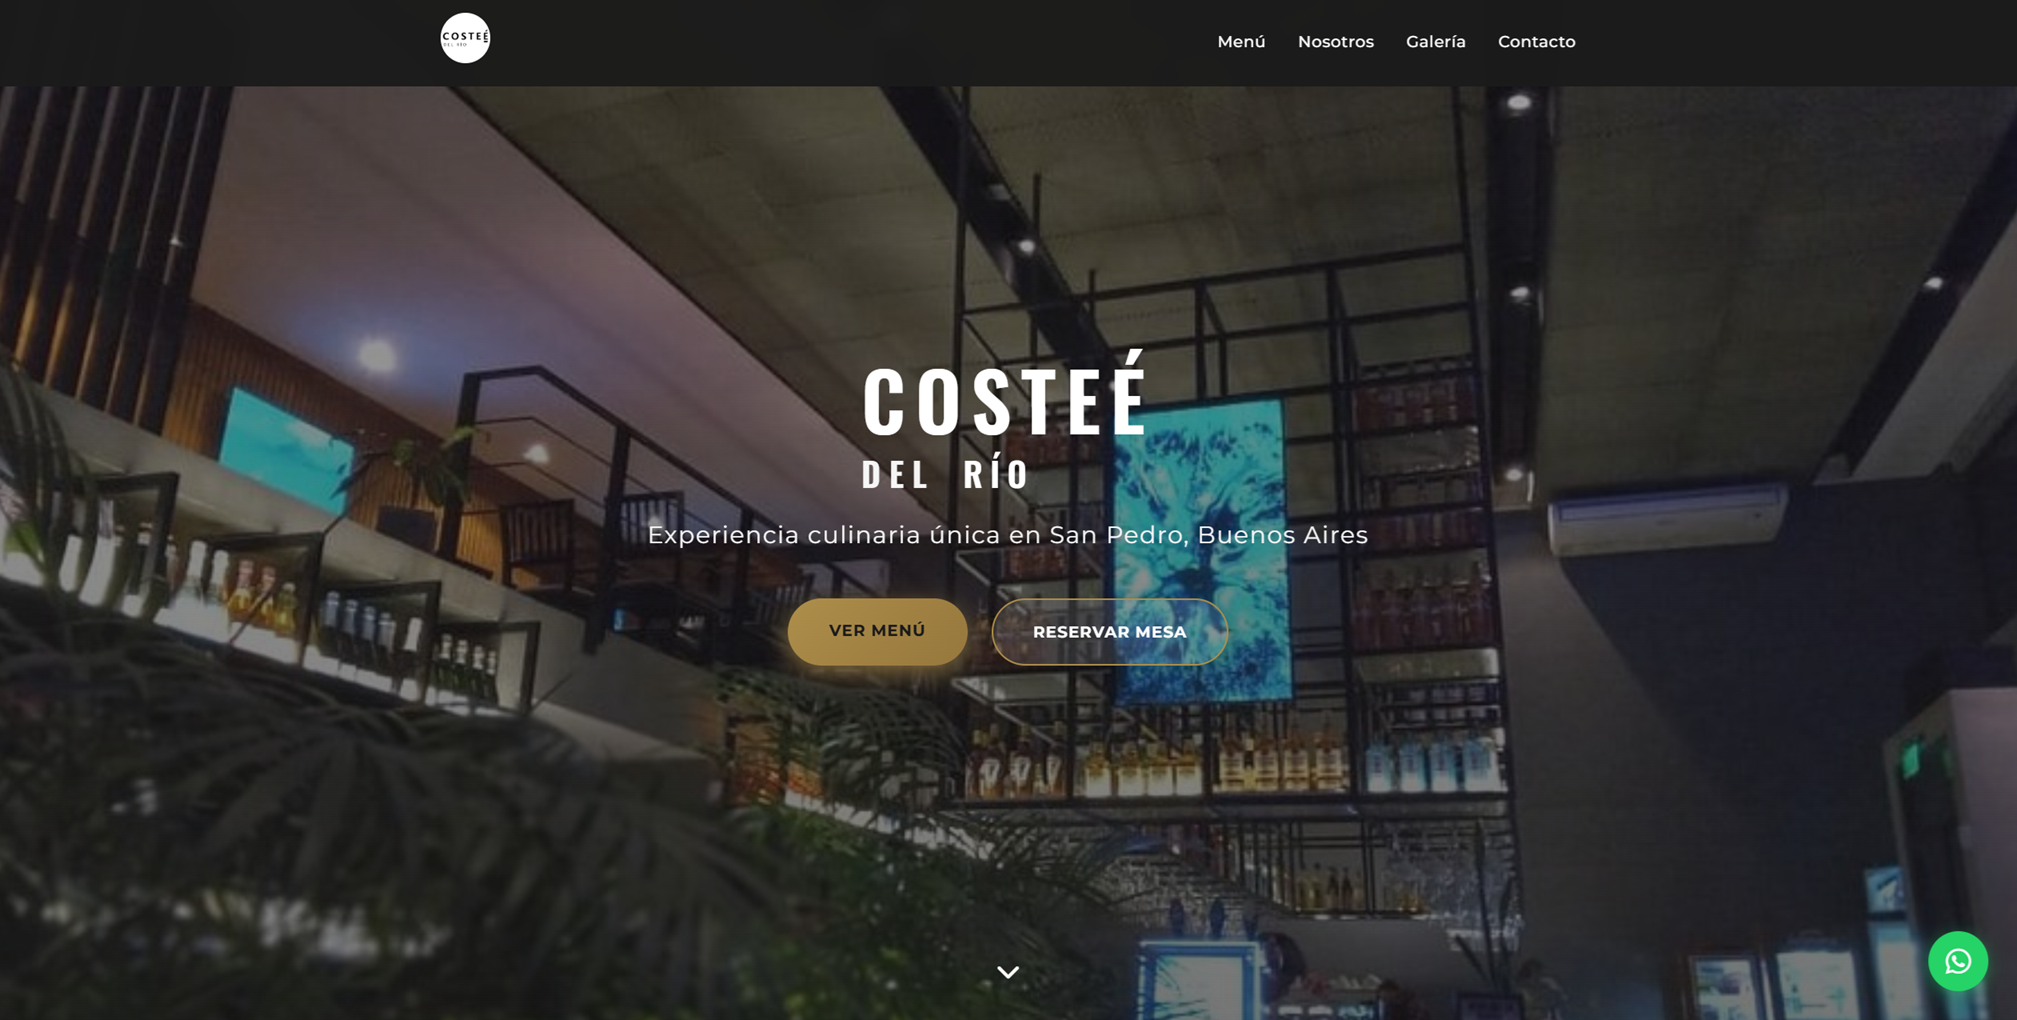 COSTEÉ
DEL RÍO
Menú
Nosotros
Galería
Contacto
COSTEÉ
DEL RÍO
Experiencia culinaria única en San Pedro, Buenos Aires
VER MENÚ
RESERVAR MESA